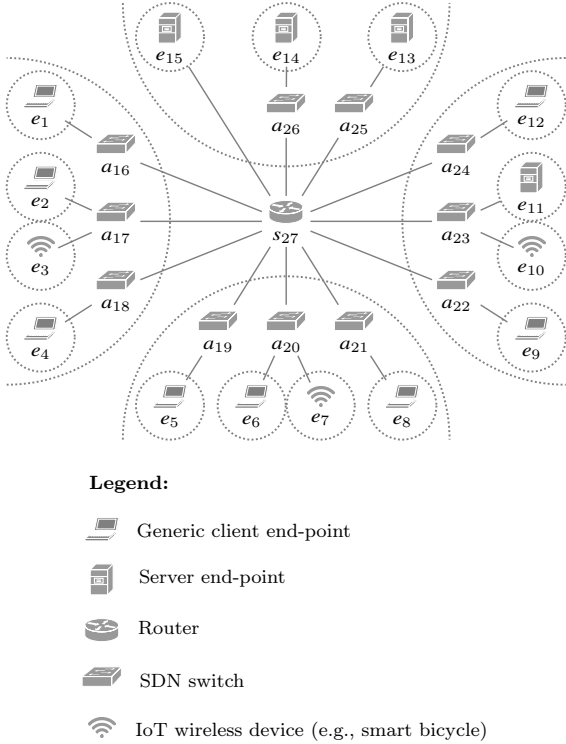 e15 e14 e13
e1 a26 a25 e12
a16 a24
e2 e11
a17 s27 a23
e3 e10
a18 a22
e4 a19 a20 a21 e9
e5 e6 e7 e8
Legend:
Generic client end-point
Server end-point
Router
SDN switch
IoT wireless device (e.g., smart bicycle)